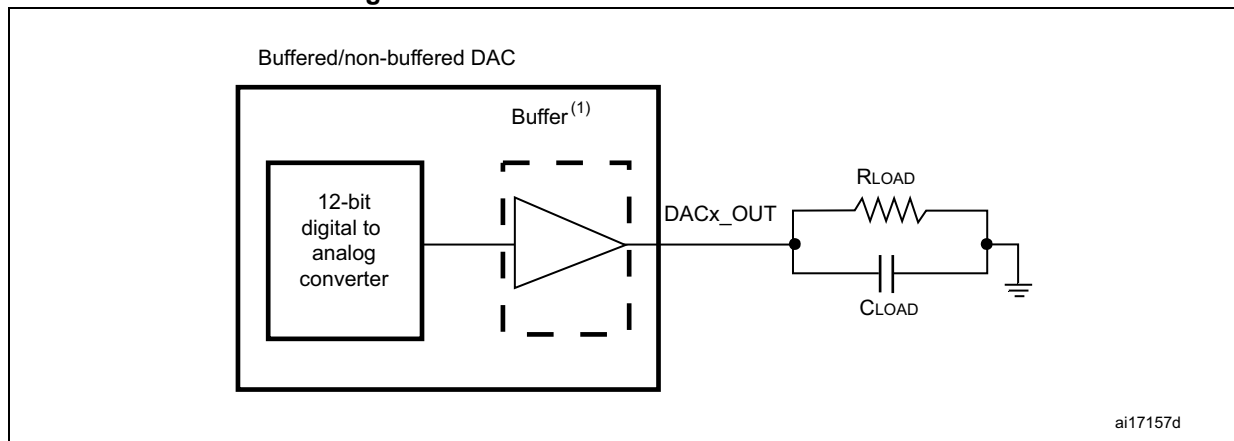 Buffered/non-buffered DAC
Buffer(1)
12-bit
digital to
analog
converter
DACx_OUT
RLOAD
CLOAD
ai17157d